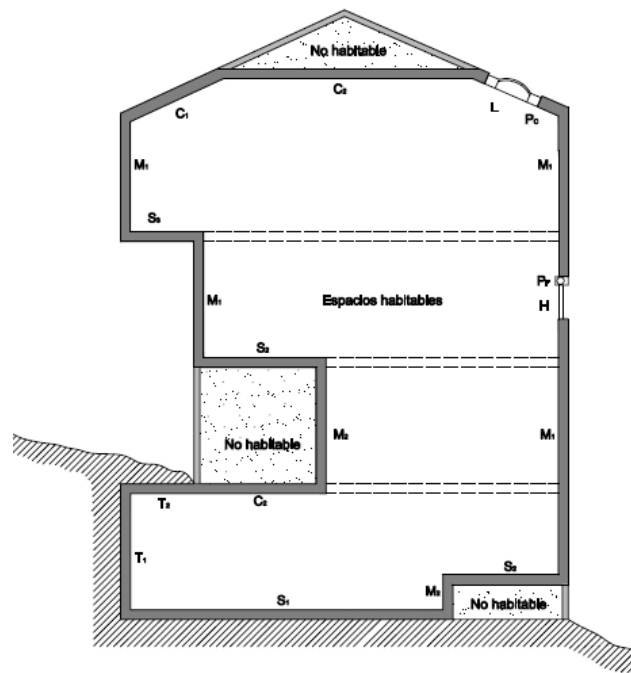 No habitable
C₂
L
C₁
P_C
M₁
M₁
S₃
P_F
M₁
Espacios habitables
H
S₂
M₂
M₁
No habitable
T₂
C₂
T₁
S₂
M₂
S₁
No habitable